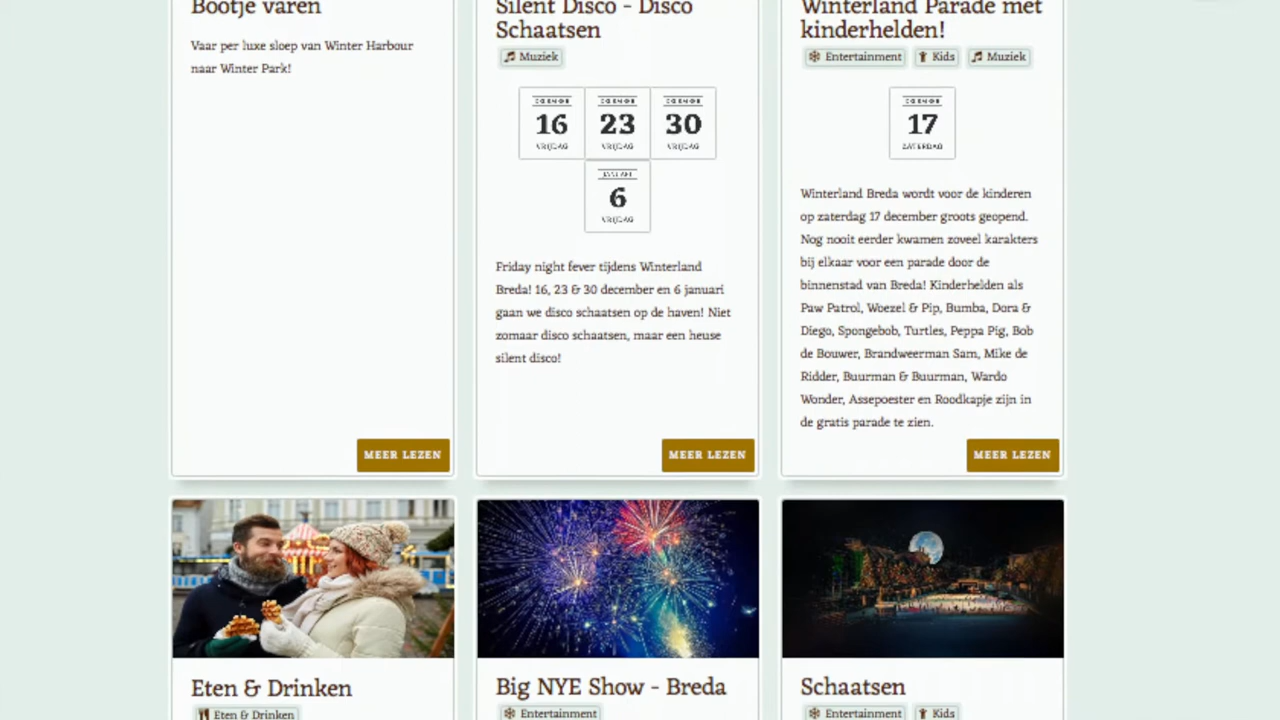 Bootje varen
Vaar per luxe sloep van Winter Harbour
naar Winter Park!
MEER LEZEN
Silent Disco - Disco
Schaatsen
Muziek
16
VRIJDAG
23
VRIJDAG
30
VRIJDAG
JANUARI
6
VRIJDAG
Friday night fever tijdens Winterland
Breda! 16, 23 & 30 december en 6 januari
gaan we disco schaatsen op de haven! Niet
zomaar disco schaatsen, maar een heuse
silent disco!
MEER LEZEN
Winterland Parade met
kinderhelden!
Entertainment Kids Muziek
17
ZATERDAG
Winterland Breda wordt voor de kinderen
op zaterdag 17 december groots geopend.
Nog nooit eerder kwamen zoveel karakters
bij elkaar voor een parade door de
binnenstad van Breda! Kinderhelden als
Paw Patrol, Woezel & Pip, Bumba, Dora &
Diego, Spongebob, Turtles, Peppa Pig, Bob
de Bouwer, Brandweerman Sam, Mike de
Ridder, Buurman & Buurman, Wardo
Wonder, Assepoester en Roodkapje zijn in
de gratis parade te zien.
MEER LEZEN
Eten & Drinken
Eten & Drinken
Big NYE Show - Breda
Entertainment
Schaatsen
Entertainment Kids